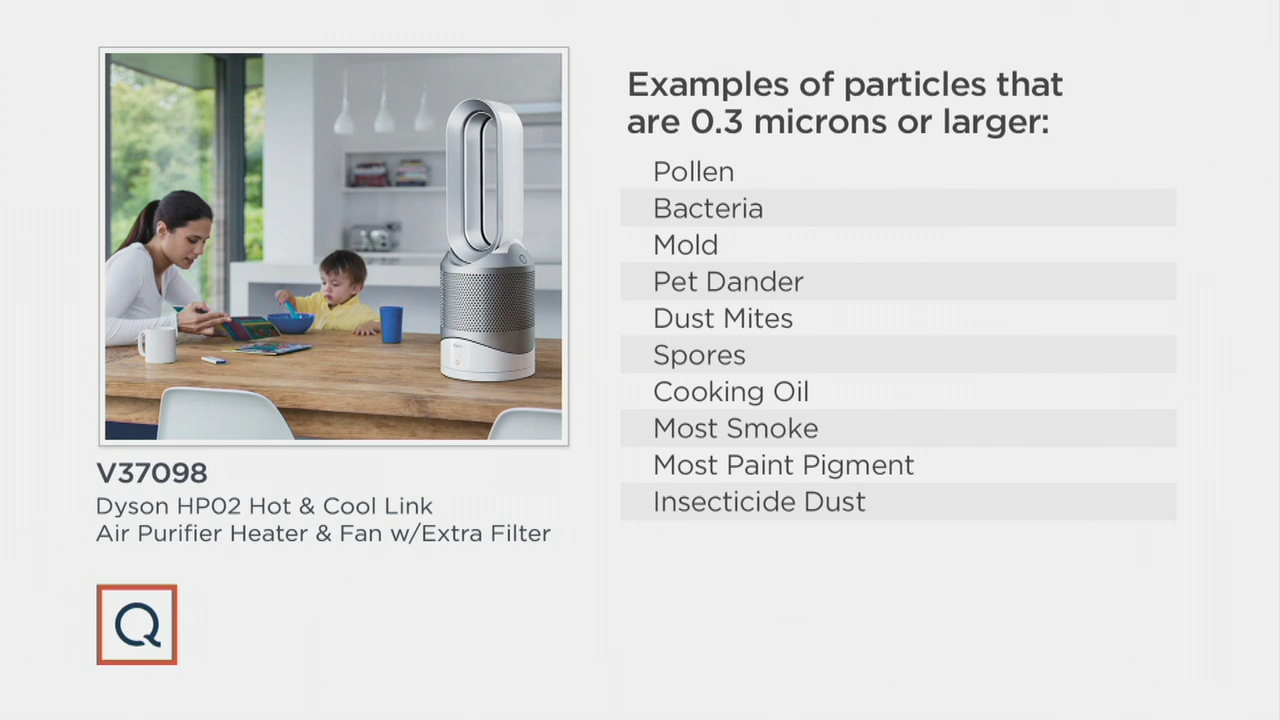 Examples of particles that
are 0.3 microns or larger:
Pollen
Bacteria
Mold
Pet Dander
Dust Mites
Spores
Cooking Oil
Most Smoke
Most Paint Pigment
Insecticide Dust
V37098
Dyson HP02 Hot & Cool Link
Air Purifier Heater & Fan w/Extra Filter
Q